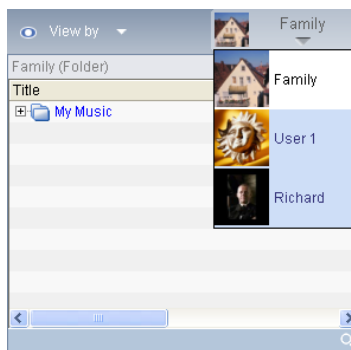 View by
Family
Family (Folder)
Title
My Music
Family
User 1
Richard